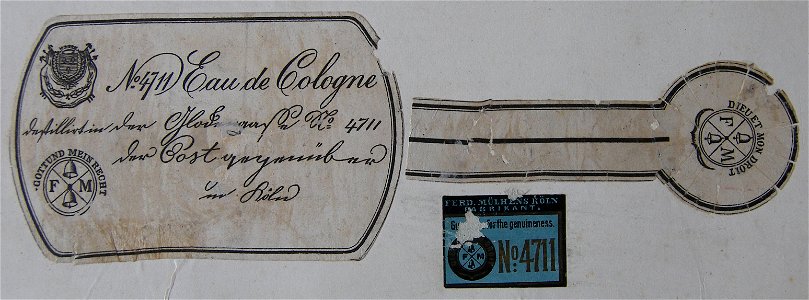 No 4711 Eau de Cologne
destillirt in der Glockengasse No 4711
der Post gegenüber
in Köln
GOTT UND MEIN RECHT
F M
DIEU ET MON DROIT
F M
FERD. MÜLHENS KÖLN
FABRIKANT.
for the genuineness.
F M
No. 4711